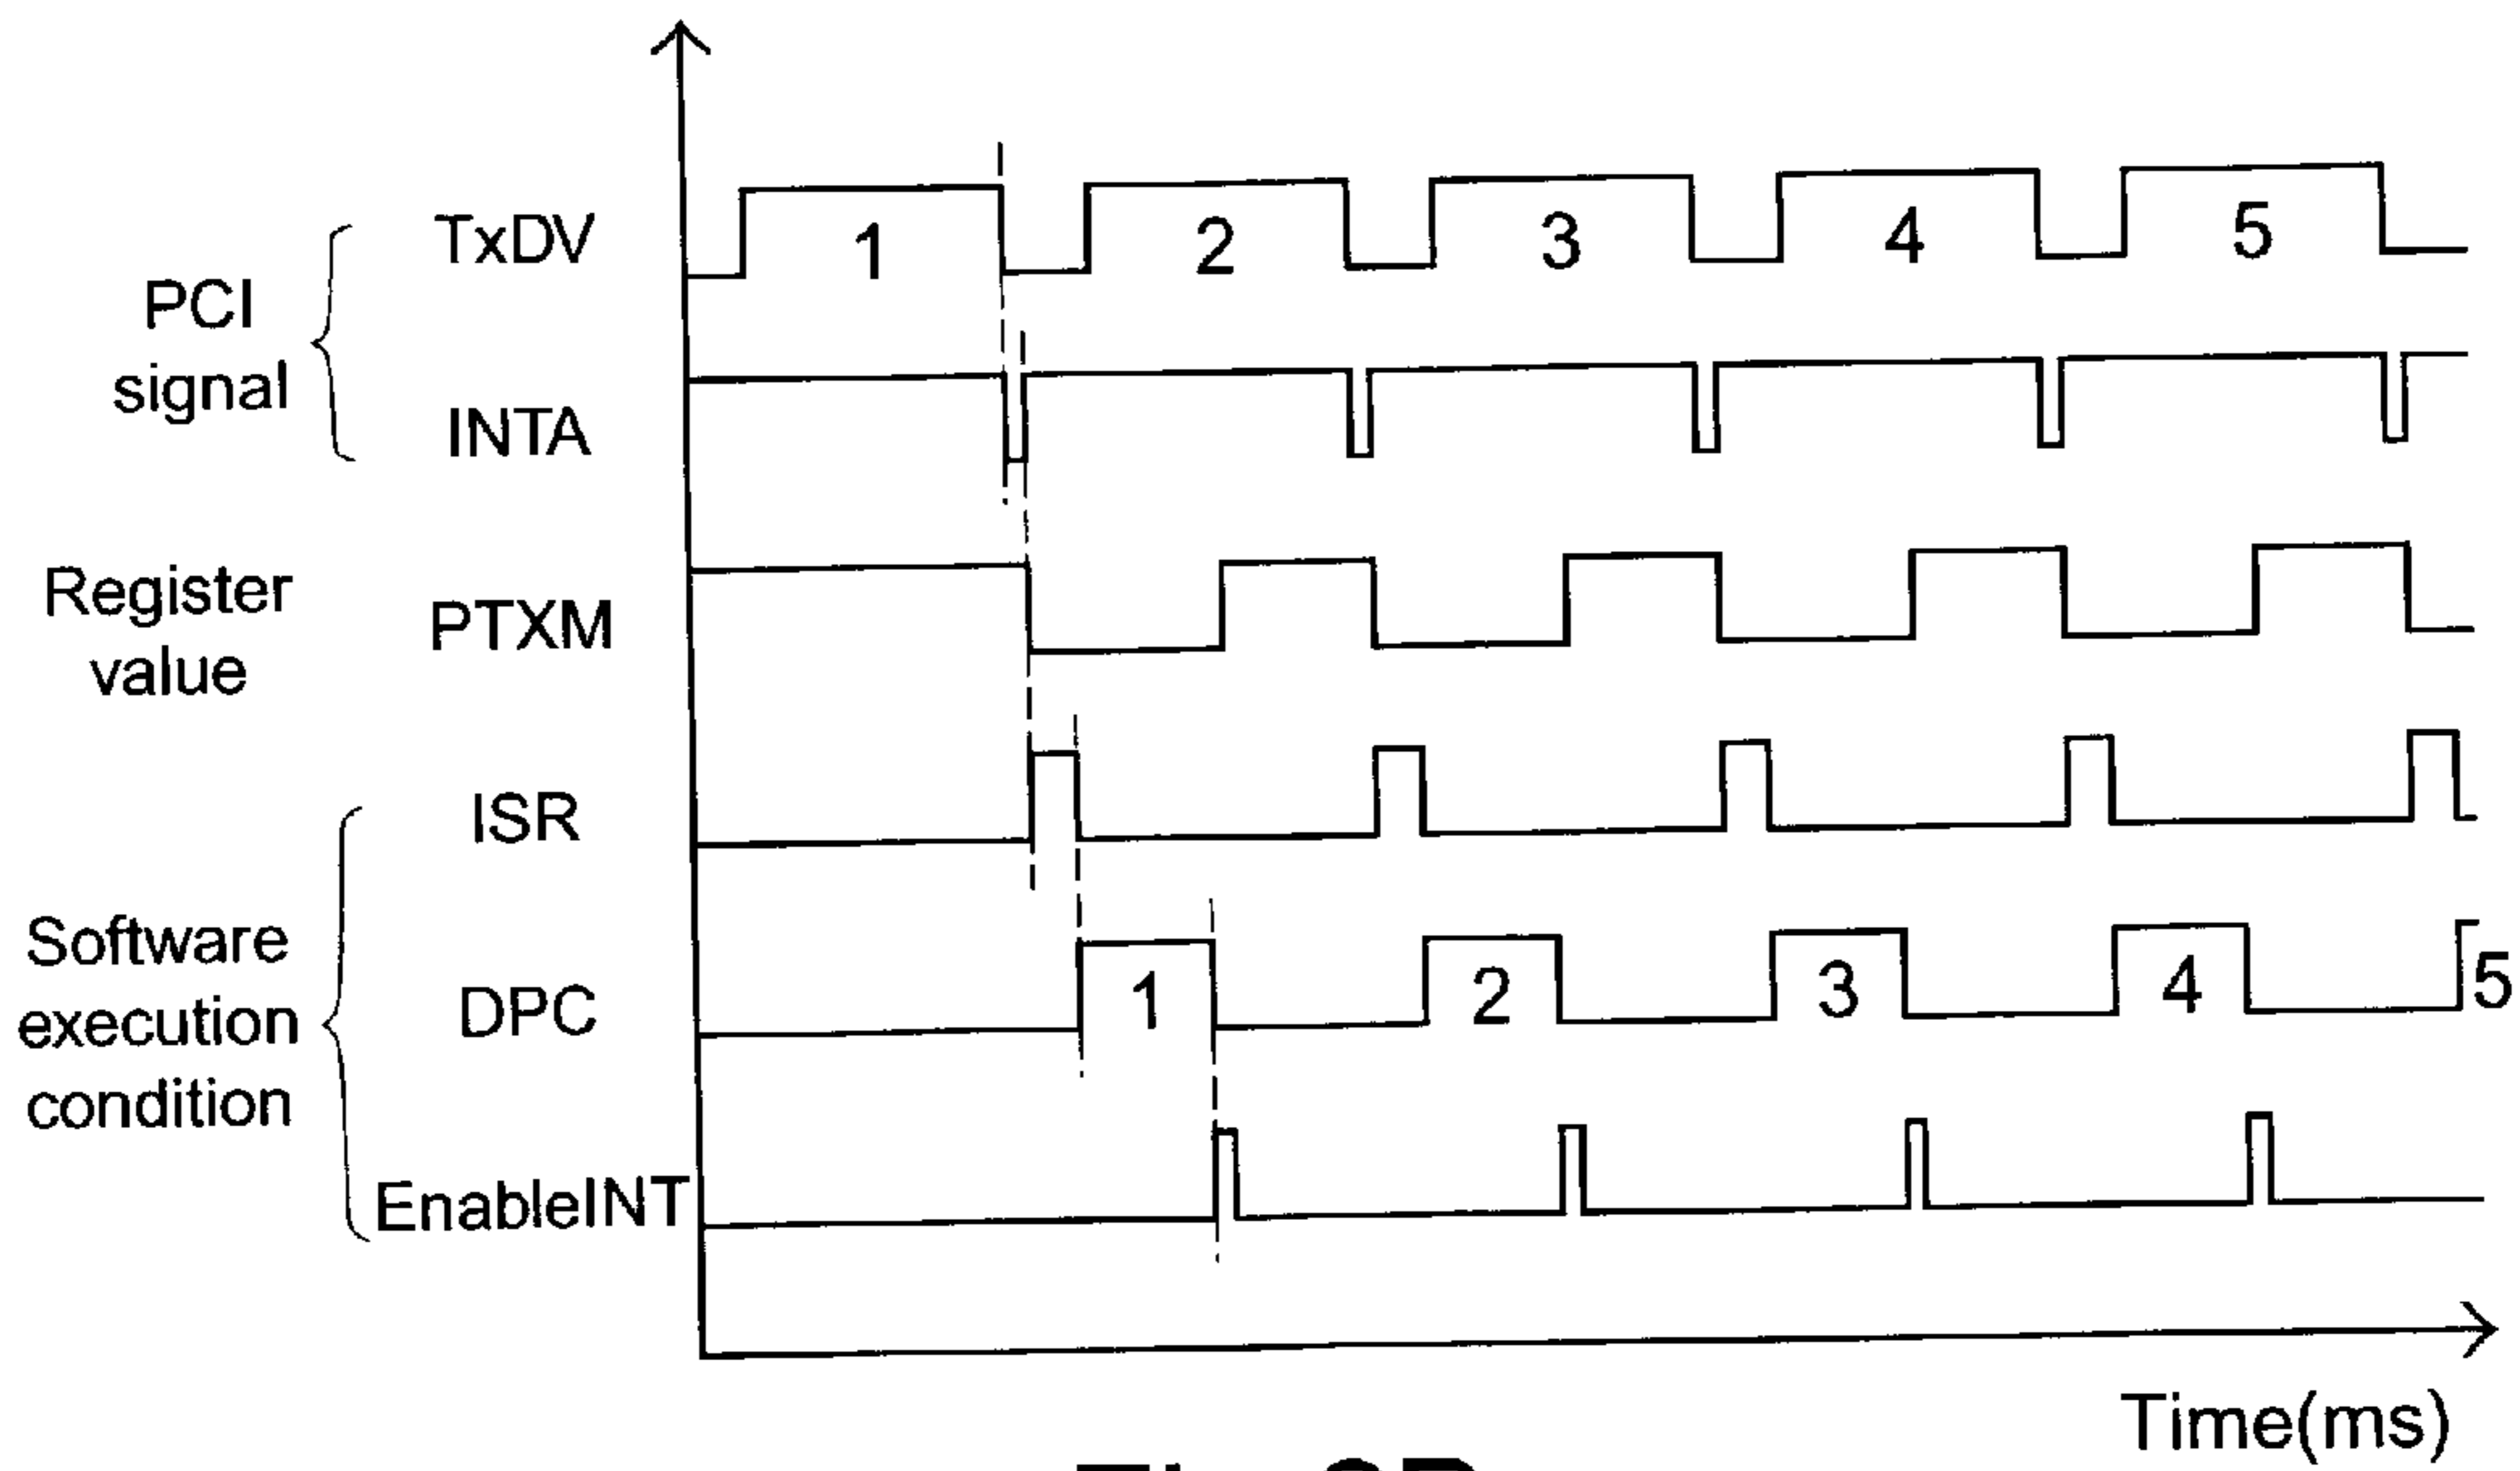 PCI
signal
TxDV
1 2 3 4 5
INTA
Register
value
PTXM
Software
execution
condition
ISR
DPC
1 2 3 4 5
EnableINT
Time(ms)